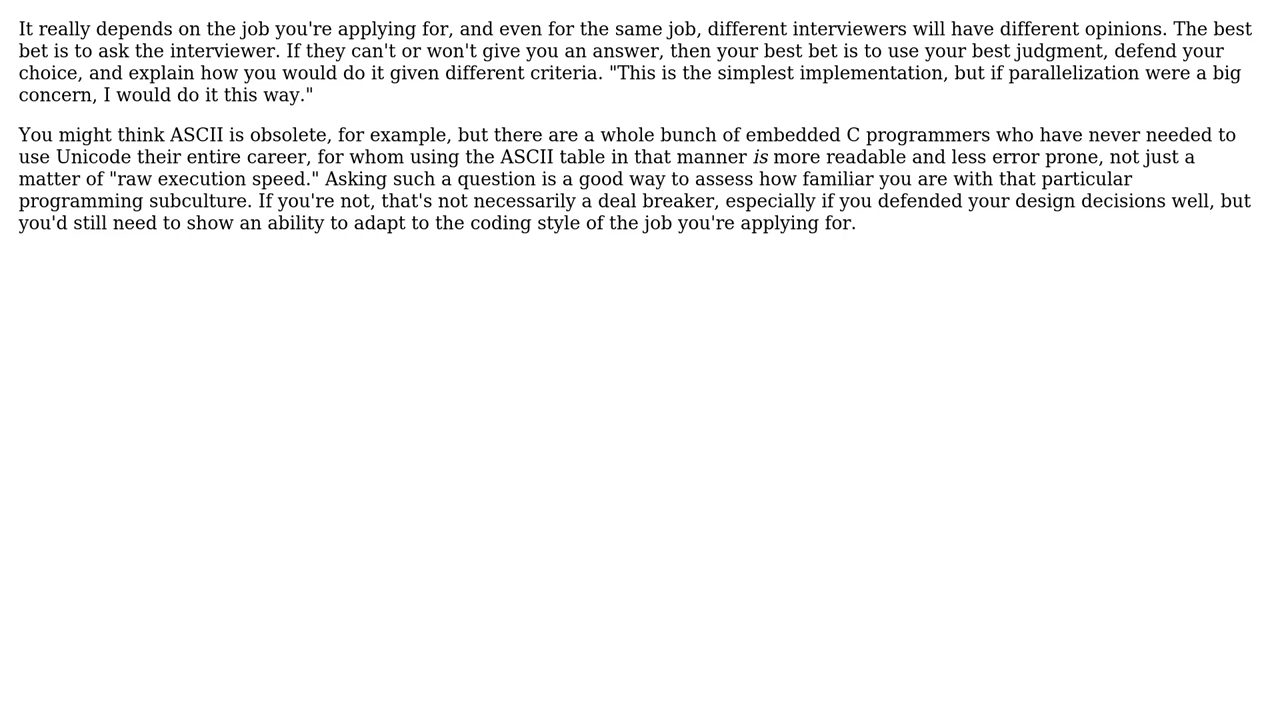 It really depends on the job you're applying for, and even for the same job, different interviewers will have different opinions. The best
bet is to ask the interviewer. If they can't or won't give you an answer, then your best bet is to use your best judgment, defend your
choice, and explain how you would do it given different criteria. "This is the simplest implementation, but if parallelization were a big
concern, I would do it this way."
You might think ASCII is obsolete, for example, but there are a whole bunch of embedded C programmers who have never needed to
use Unicode their entire career, for whom using the ASCII table in that manner is more readable and less error prone, not just a
matter of "raw execution speed." Asking such a question is a good way to assess how familiar you are with that particular
programming subculture. If you're not, that's not necessarily a deal breaker, especially if you defended your design decisions well, but
you'd still need to show an ability to adapt to the coding style of the job you're applying for.